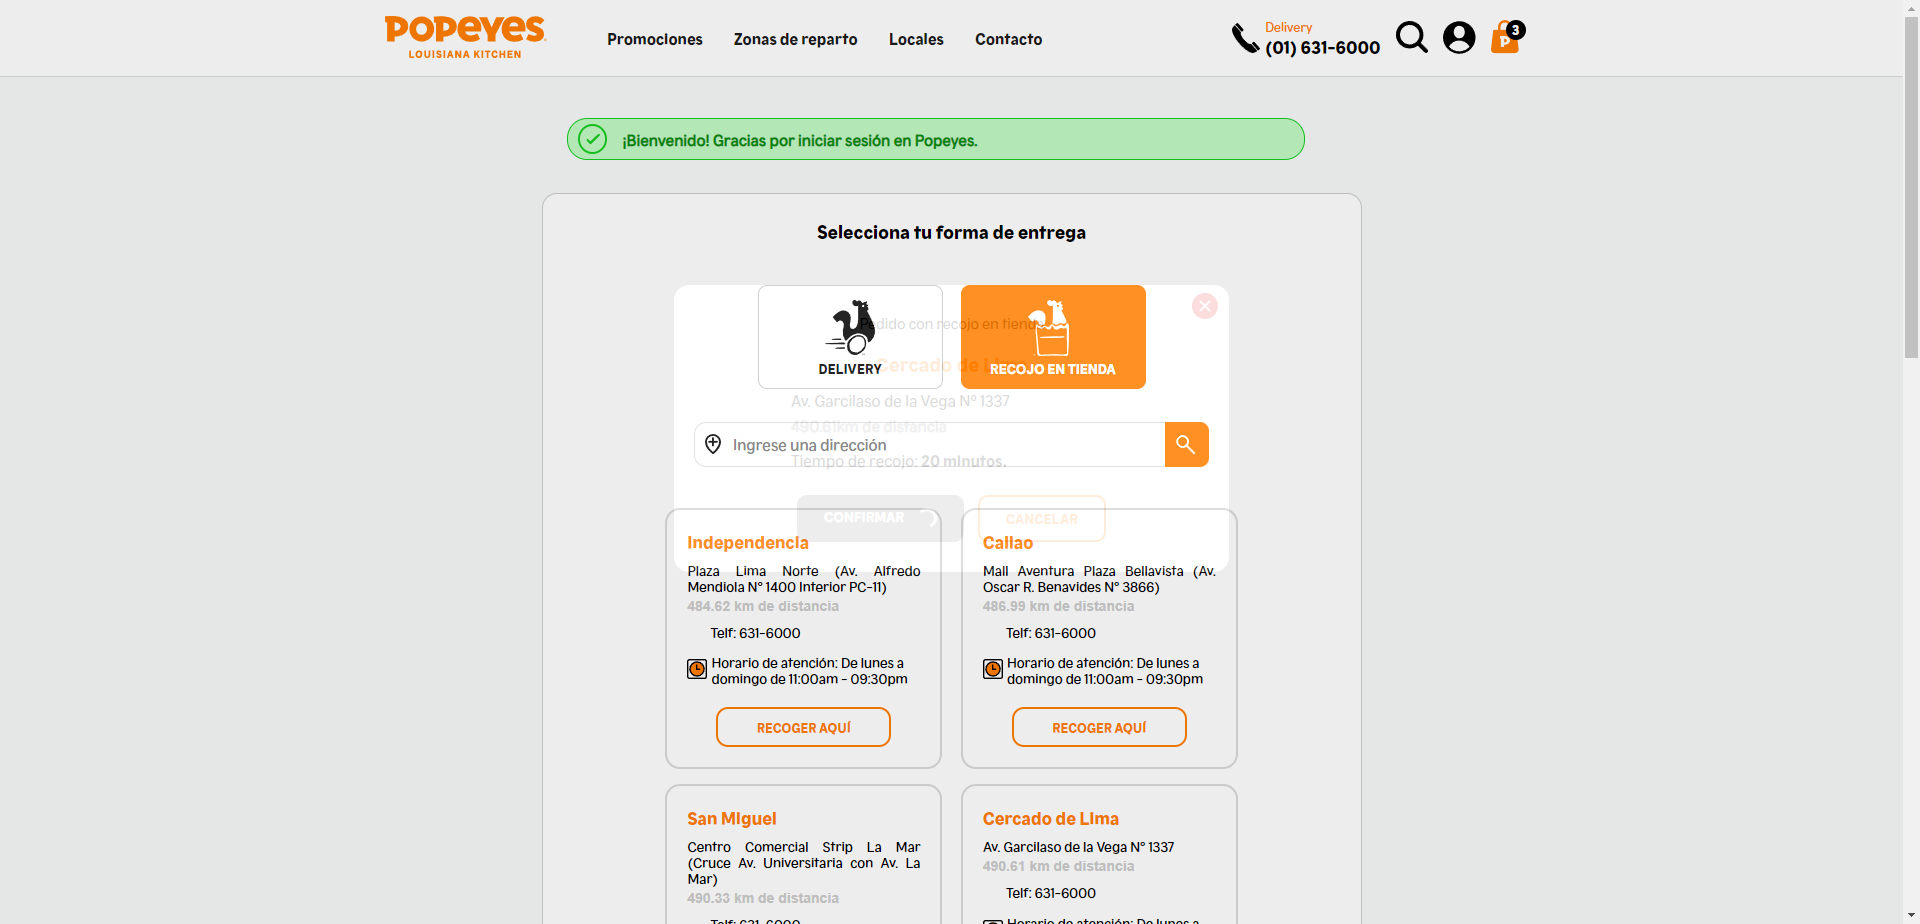 POPEYES
LOUISIANA KITCHEN
Promociones
Zonas de reparto
Locales
Contacto
Delivery
(01) 631-6000
3
¡Bienvenido! Gracias por iniciar sesión en Popeyes.
Selecciona tu forma de entrega
Pedido con recojo en tienda
DELIVERY
RECOJO EN TIENDA
Cercado de Lima
Av. Garcilaso de la Vega N° 1337
490.61km de distancia
Ingrese una dirección
Tiempo de recojo: 20 minutos.
CONFIRMAR
CANCELAR
Independencia
Plaza Lima Norte (Av. Alfredo
Mendiola N° 1400 Interior PC-11)
484.62 km de distancia
Telf: 631-6000
Horario de atención: De lunes a
domingo de 11:00am - 09:30pm
RECOGER AQUÍ
Callao
Mall Aventura Plaza Bellavista (Av.
Oscar R. Benavides N° 3866)
486.99 km de distancia
Telf: 631-6000
Horario de atención: De lunes a
domingo de 11:00am - 09:30pm
RECOGER AQUÍ
San Miguel
Centro Comercial Strip La Mar
(Cruce Av. Universitaria con Av. La
Mar)
490.33 km de distancia
Telf: 631-6000
Cercado de Lima
Av. Garcilaso de la Vega N° 1337
490.61 km de distancia
Telf: 631-6000
Horario de atención: De lunes a